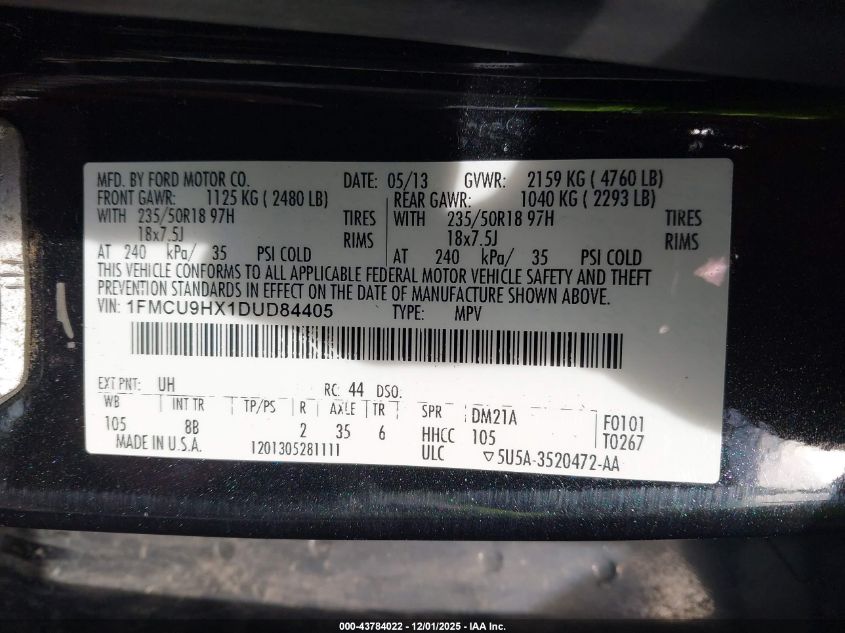 MFD. BY FORD MOTOR CO. DATE: 05/13 GVWR: 2159 KG ( 4760 LB)
FRONT GAWR: 1125 KG ( 2480 LB) REAR GAWR: 1040 KG ( 2293 LB)
WITH 235/50R18 97H TIRES WITH 235/50R18 97H TIRES
18x7.5J RIMS 18x7.5J RIMS
AT 240 kPa/ 35 PSI COLD AT 240 kPa/ 35 PSI COLD
THIS VEHICLE CONFORMS TO ALL APPLICABLE FEDERAL MOTOR VEHICLE SAFETY AND THEFT
PREVENTION STANDARDS IN EFFECT ON THE DATE OF MANUFACTURE SHOWN ABOVE.
VIN: 1FMCU9HX1DUD84405 TYPE: MPV
EXT PNT: UH RC: 44 DSO:
WB INT TR TP/PS R AXLE TR SPR DM21A F0101
105 8B 2 35 6 HHCC 105 T0267
MADE IN U.S.A. 1201305281111 ULC ▽5U5A-3520472-AA
000-43784022 - 12/01/2025 - IAA Inc.